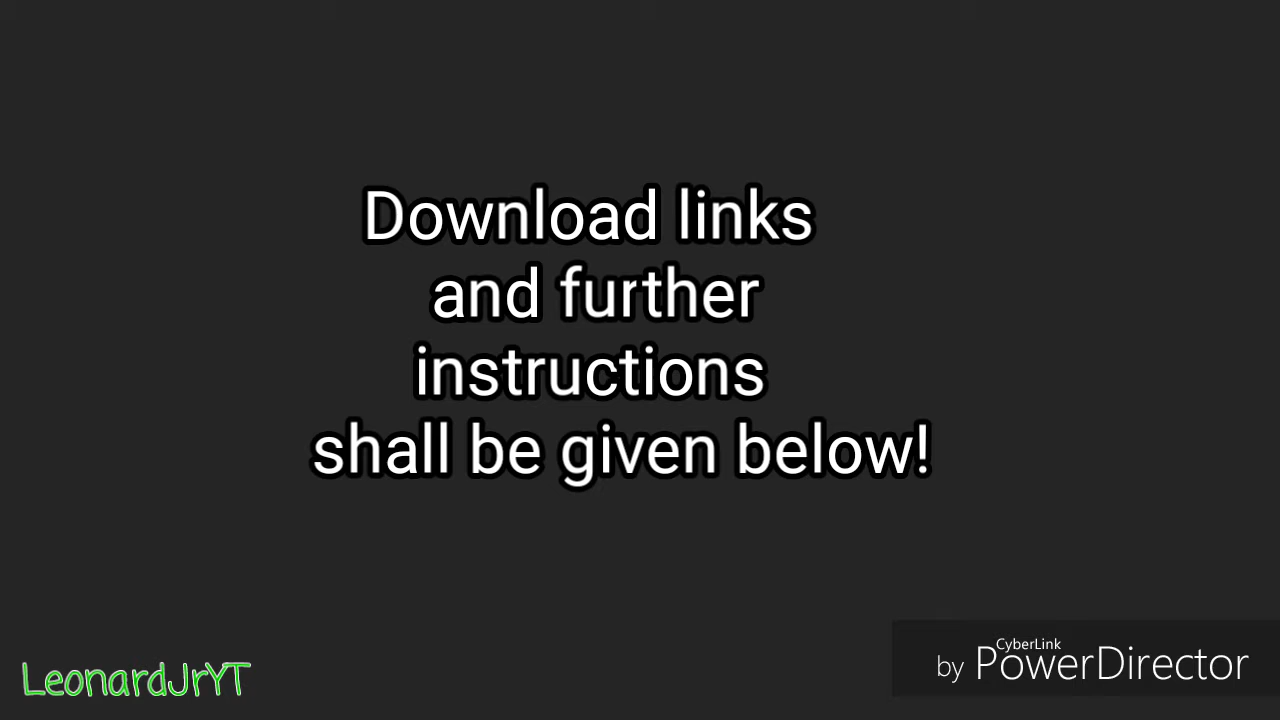 Download links
and further
instructions
shall be given below!
LeonardJrYT
CyberLink
by PowerDirector